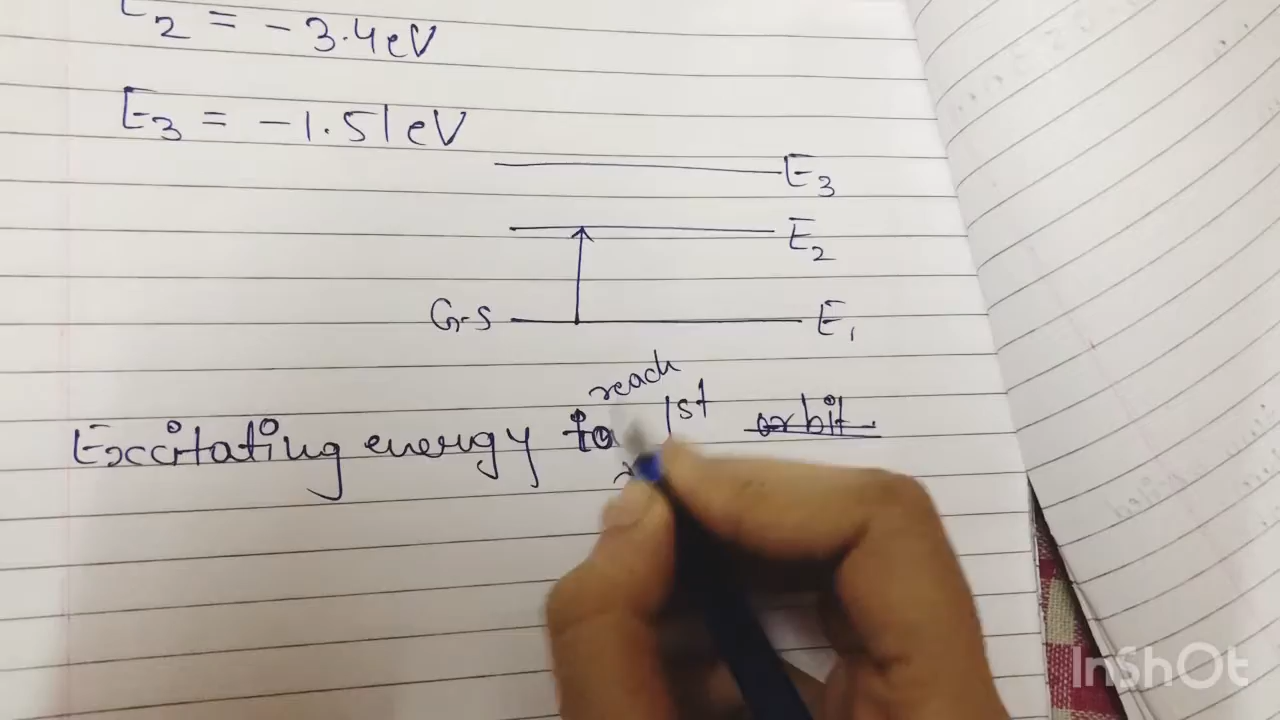 E2 = -3.4eV
E3 = -1.51eV
E3
E2
G-S
E1
reach
Excitating energy to 1st orbit
InShOt